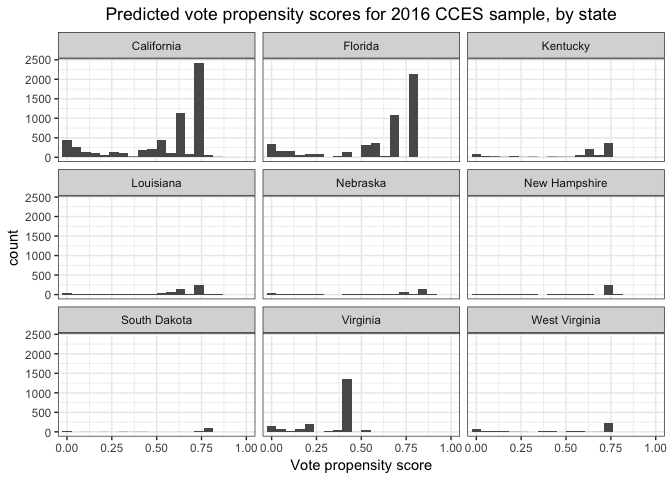 Predicted vote propensity scores for 2016 CCES sample, by state
California Florida Kentucky
2500
2000
1500
1000
500
0
Louisiana Nebraska New Hampshire
2500
2000
1500
1000
500
0
count
South Dakota Virginia West Virginia
2500
2000
1500
1000
500
0
0.00 0.25 0.50 0.75 1.00 0.00 0.25 0.50 0.75 1.00 0.00 0.25 0.50 0.75 1.00
Vote propensity score